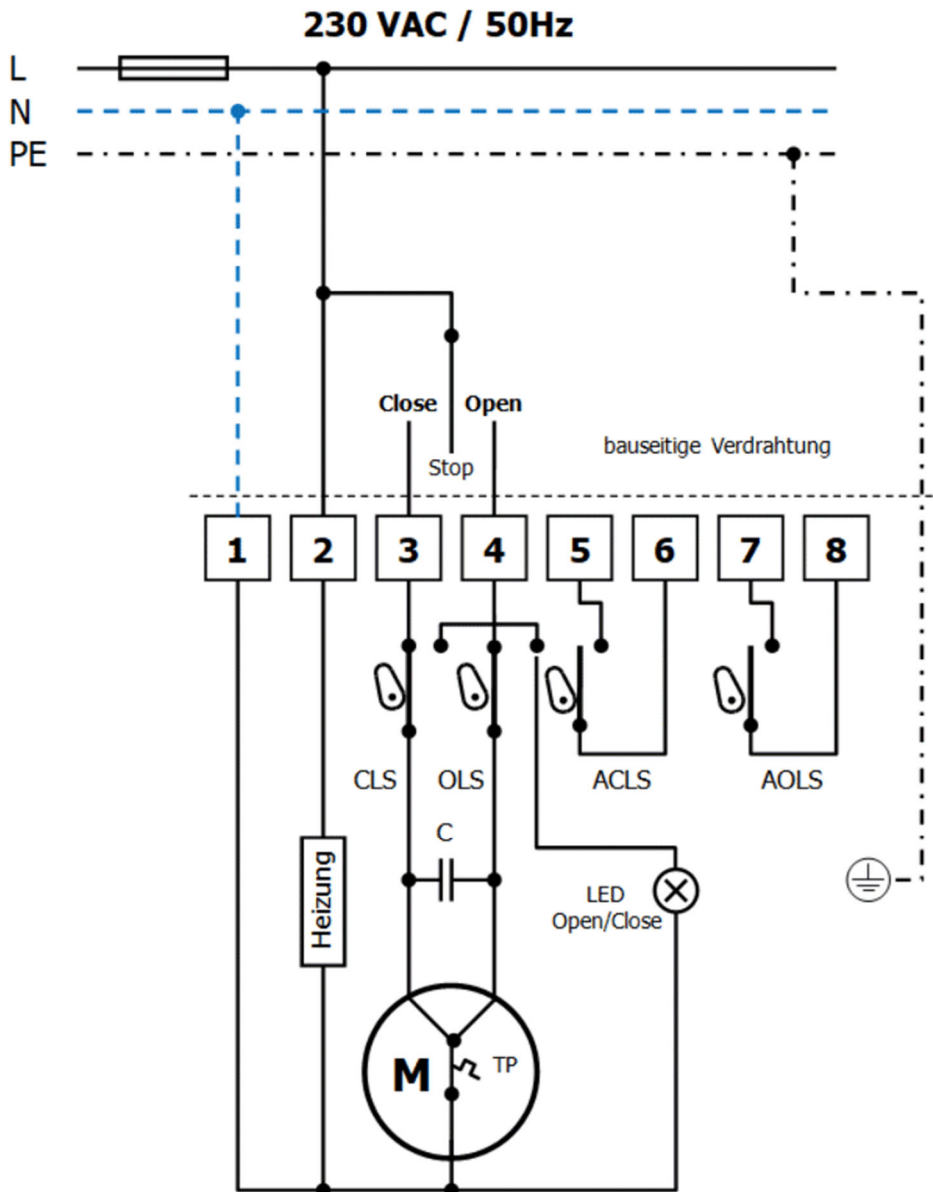 230 VAC / 50Hz
L
N
PE
Close Open
Stop
bauseitige Verdrahtung
1 2 3 4 5 6 7 8
CLS OLS ACLS AOLS
C
Heizung
LED
Open/Close
M TP